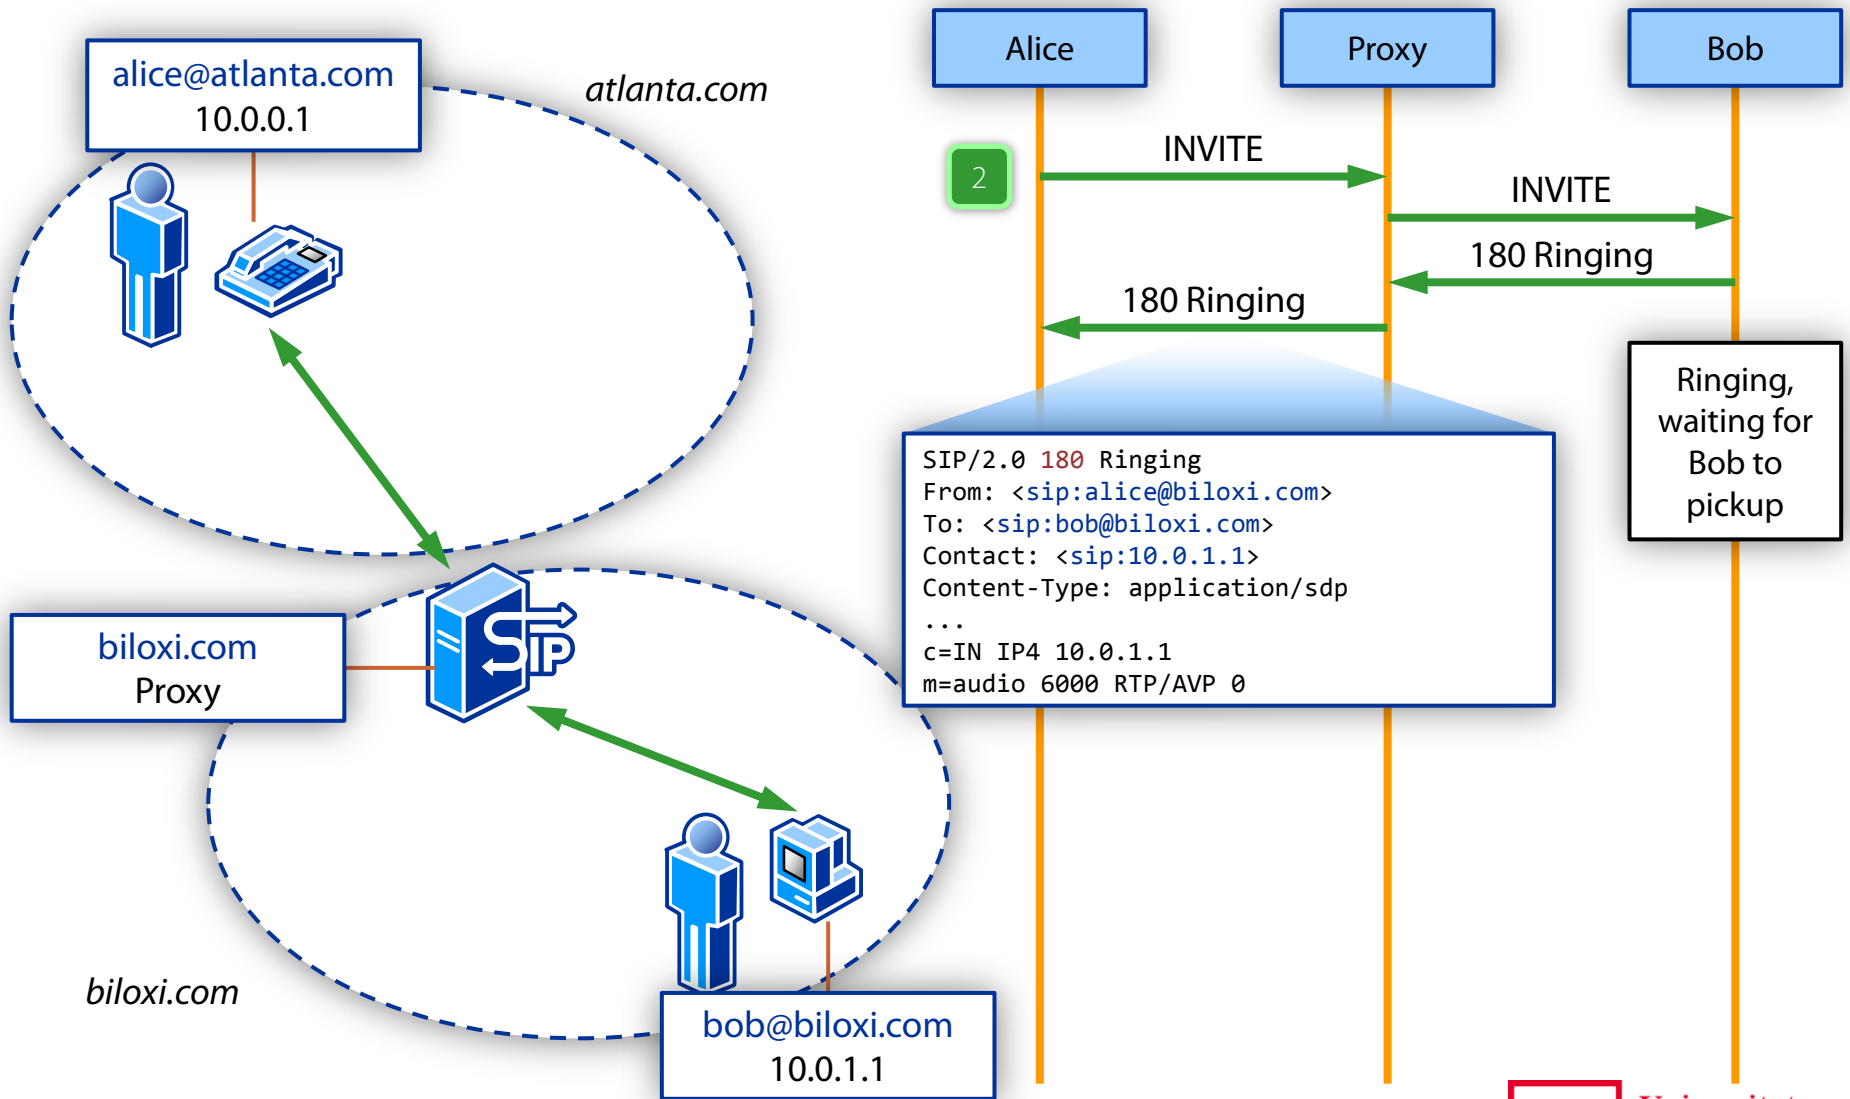 alice@atlanta.com
10.0.0.1
atlanta.com
biloxi.com
Proxy
SIP
biloxi.com
bob@biloxi.com
10.0.1.1
Alice
Proxy
Bob
2
INVITE
INVITE
180 Ringing
180 Ringing
Ringing,
waiting for
Bob to
pickup
SIP/2.0 180 Ringing
From: <sip:alice@biloxi.com>
To: <sip:bob@biloxi.com>
Contact: <sip:10.0.1.1>
Content-Type: application/sdp
...
c=IN IP4 10.0.1.1
m=audio 6000 RTP/AVP 0